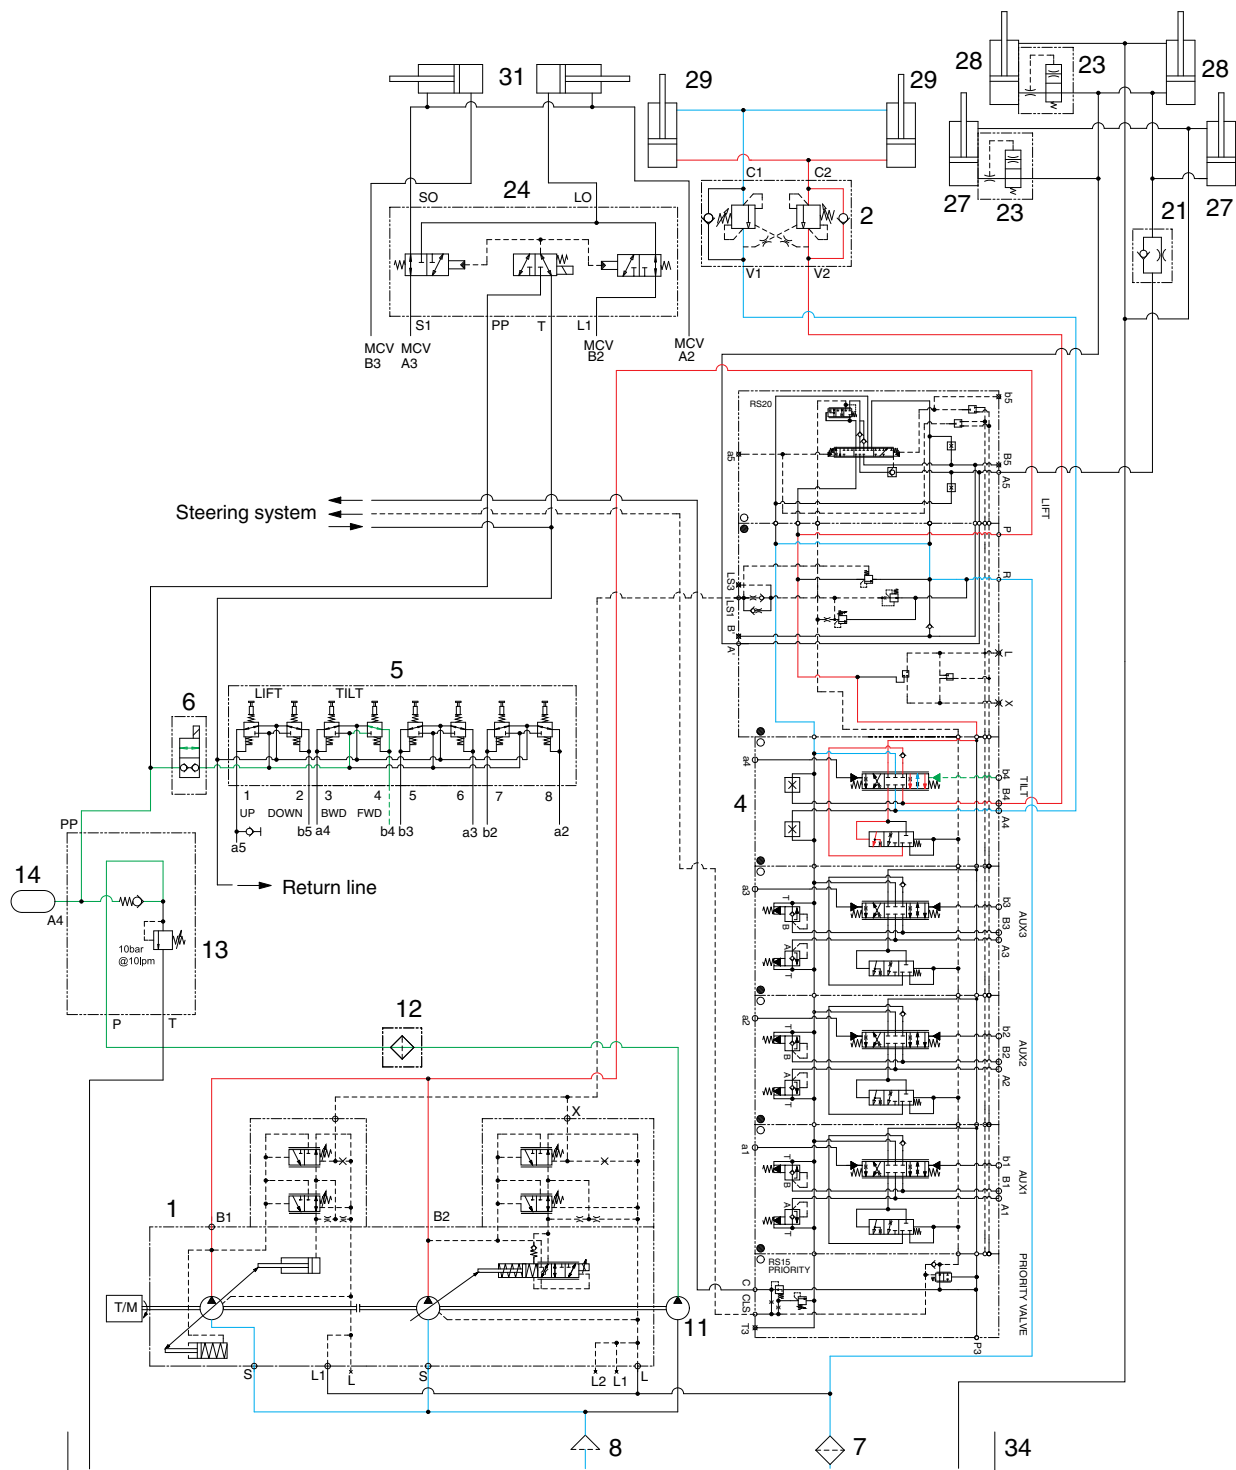 31
29
29
28
23
28
27
23
27
21
SO
24
LO
C1
C2
2
V1
V2
S1
PP
T
L1
MCV
B3
MCV
A3
MCV
B2
MCV
A2
RS20
b5
a5
B5
A5
LIFT
P
R
Steering system
LS3
LS1
B'
A'
L
X
5
LIFT
TILT
6
1
2
3
4
5
6
7
8
UP
DOWN
BWD
FWD
a5
b5
a4
b4
b3
a3
b2
a2
Return line
PP
14
A4
10bar
@10lpm
13
P
T
12
4
a4
TILT
b4
B4
A4
a3
T
B
A
T
AUX3
b3
B3
A3
a2
T
B
A
T
AUX2
b2
B2
A2
a1
T
B
A
T
AUX1
b1
B1
A1
RS15
PRIORITY
PRIORITY VALVE
C
CLS
T3
P3
X
1
B1
B2
T/M
11
S
L1
L
S
L2
L1
L
8
7
34